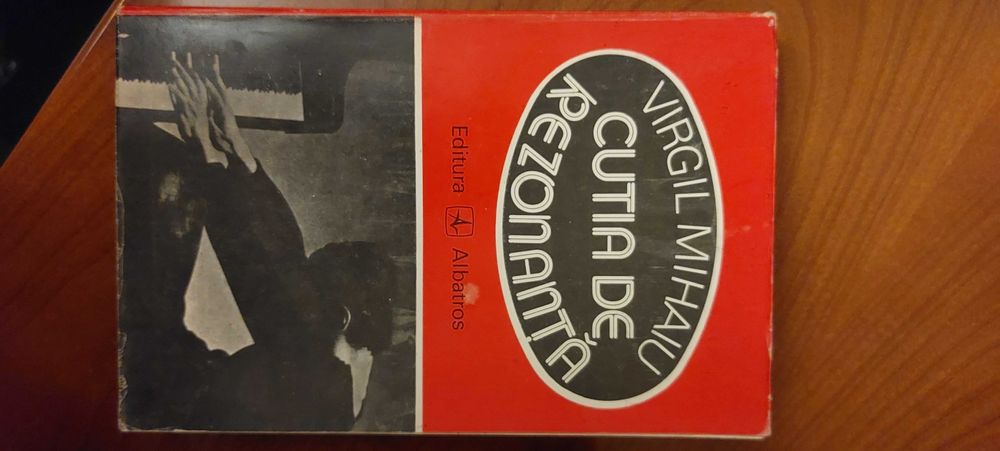 VIRGIL MIHAIU
CUTIA DE
REZONANȚĂ
Editura Albatros